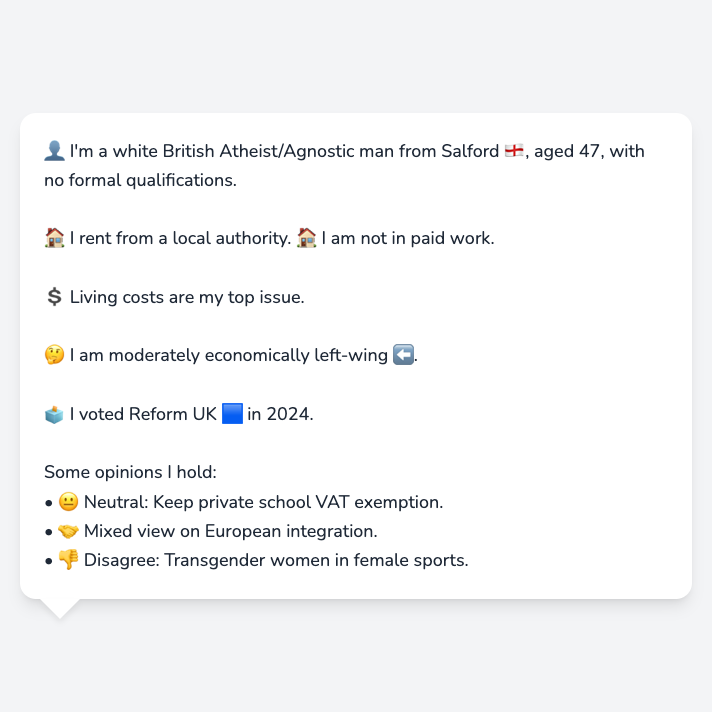 👤 I'm a white British Atheist/Agnostic man from Salford 🏴󠁧󠁢󠁥󠁮󠁧󠁿, aged 47, with
no formal qualifications.
🏠 I rent from a local authority. 🏠 I am not in paid work.
💲 Living costs are my top issue.
🤔 I am moderately economically left-wing ⬅️.
🗳️ I voted Reform UK 🟦 in 2024.
Some opinions I hold:
• 😐 Neutral: Keep private school VAT exemption.
• 🤝 Mixed view on European integration.
• 👎 Disagree: Transgender women in female sports.